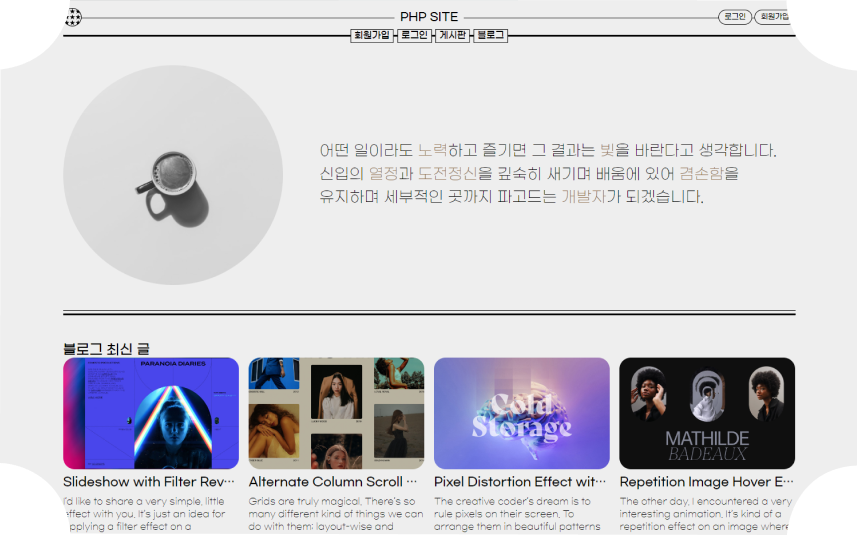 PHP SITE
로그인
회원가입
회원가입 로그인 게시판 블로그
어떤 일이라도 노력하고 즐기면 그 결과는 빛을 바란다고 생각합니다.
신입의 열정과 도전정신을 깊숙히 새기며 배움에 있어 겸손함을
유지하며 세부적인 곳까지 파고드는 개발자가 되겠습니다.
블로그 최신 글
PARANOIA DIARIES
Cold
Storage
MATHILDE
BADEAUX
Slideshow with Filter Rev…
I'd like to share a very simple, little
effect with you. It's just an idea for
applying a filter effect on a
Alternate Column Scroll …
Grids are truly magical. There's so
many different kind of things we can
do with them; layout-wise and
Pixel Distortion Effect wit…
The creative coder's dream is to
rule pixels on their screen. To
arrange them in beautiful patterns
Repetition Image Hover E…
The other day, I encountered a very
interesting animation. It's kind of a
repetition effect on an image where